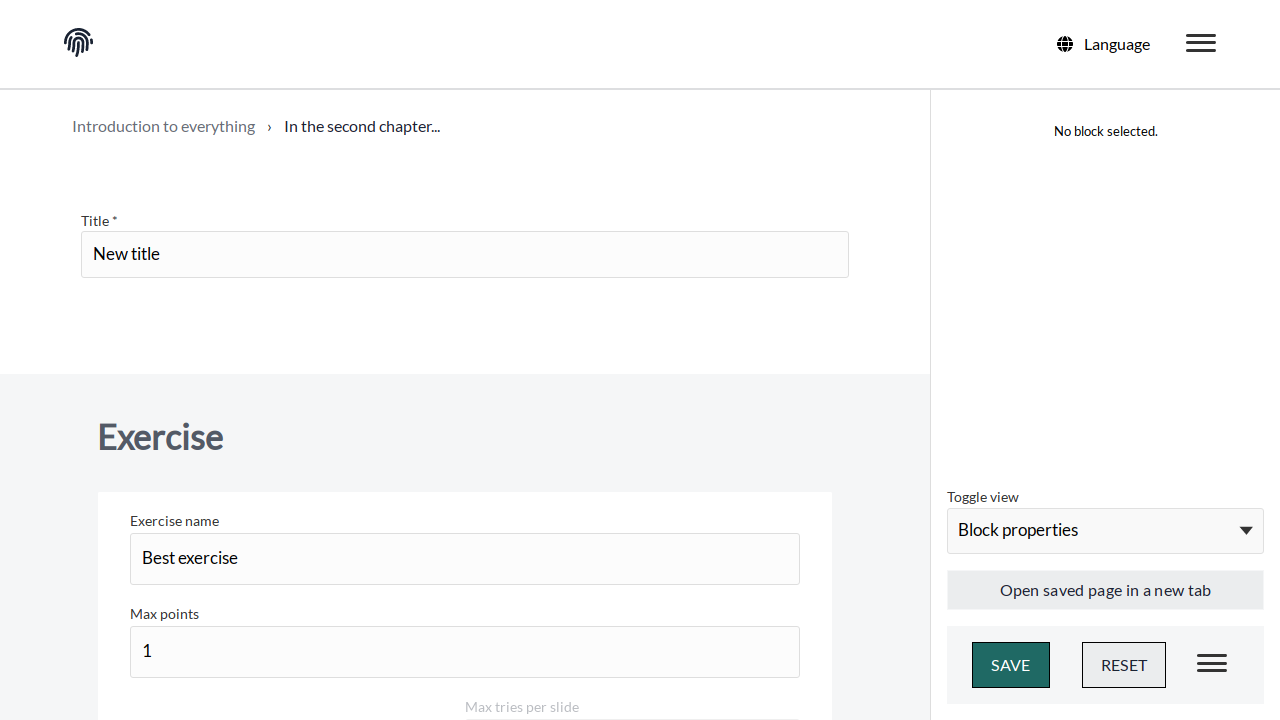 Language
Introduction to everything › In the second chapter...
No block selected.
Title *
New title
Exercise
Exercise name
Best exercise
Max points
1
Max tries per slide
Toggle view
Block properties
Open saved page in a new tab
SAVE
RESET